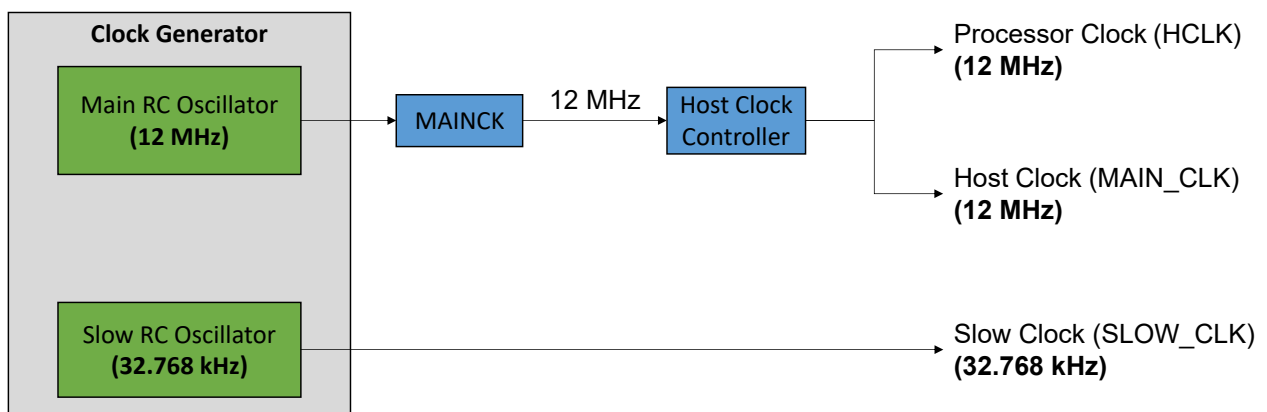 Clock Generator
Main RC Oscillator
(12 MHz)
MAINCK
12 MHz
Host Clock
Controller
Processor Clock (HCLK)
(12 MHz)
Host Clock (MAIN_CLK)
(12 MHz)
Slow RC Oscillator
(32.768 kHz)
Slow Clock (SLOW_CLK)
(32.768 kHz)